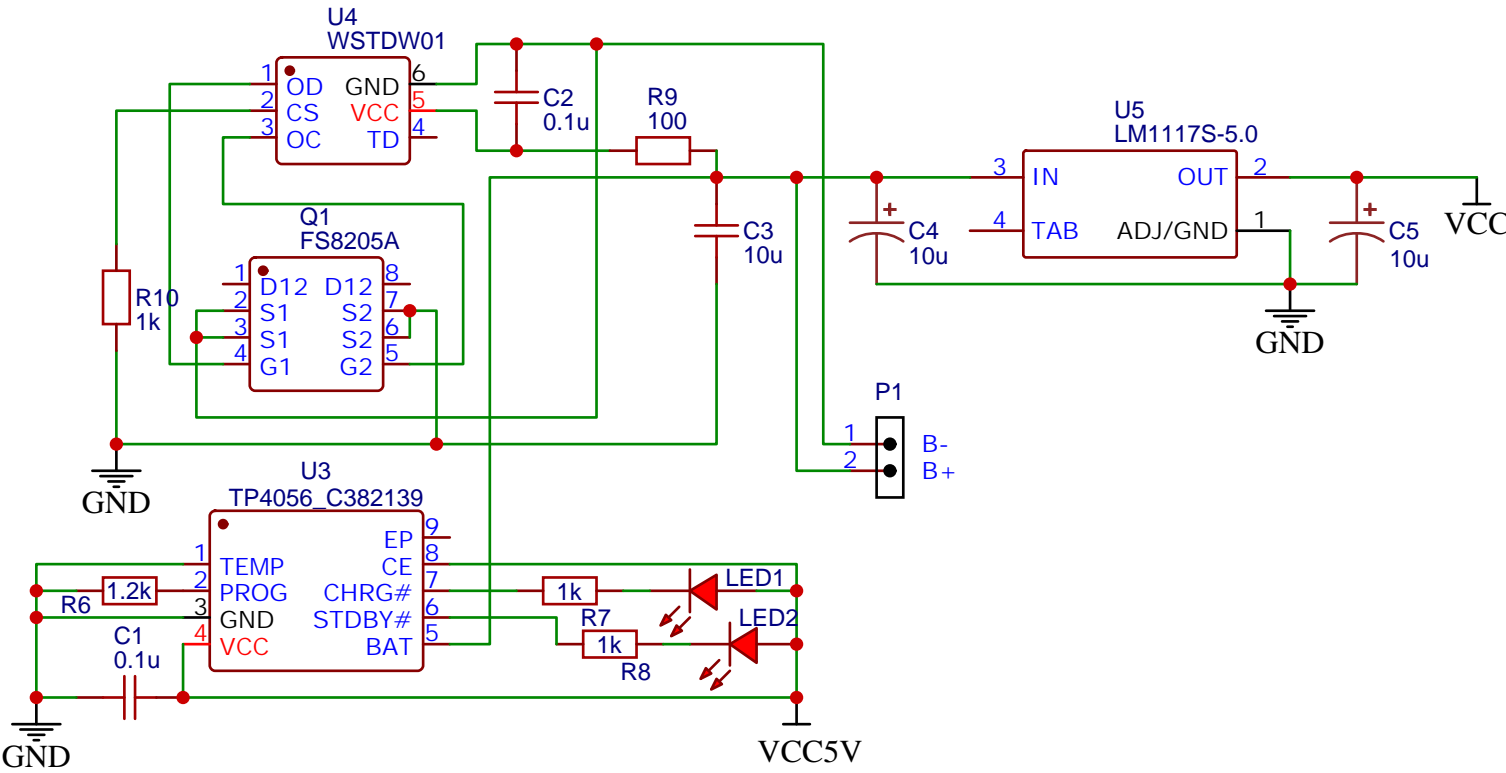 U4
WSTDW01
1 OD GND 6
2 CS VCC 5
3 OC TD 4
C2
0.1u
R9
100
U5
LM1117S-5.0
3 IN OUT 2
4 TAB ADJ/GND 1
C4
10u
C5
10u
VCC
GND
C3
10u
Q1
FS8205A
1 D12 D12 8
2 S1 S2 7
3 S1 S2 6
4 G1 G2 5
R10
1k
GND
P1
1 B-
2 B+
U3
TP4056_C382139
EP 9
1 TEMP CE 8
2 PROG CHRG# 7
3 GND STDBY# 6
4 VCC BAT 5
1.2k
R6
C1
0.1u
1k
R7
LED1
1k
R8
LED2
GND
VCC5V